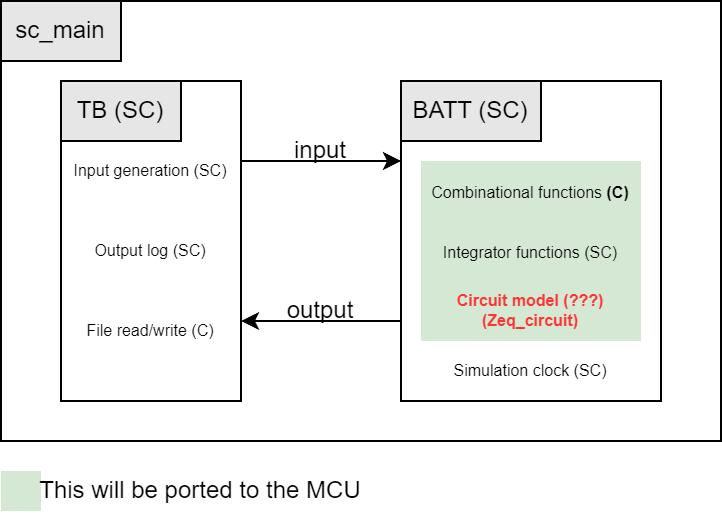 sc_main
TB (SC)
Input generation (SC)
Output log (SC)
File read/write (C)
input
output
BATT (SC)
Combinational functions (C)
Integrator functions (SC)
Circuit model (???)
(Zeq_circuit)
Simulation clock (SC)
This will be ported to the MCU